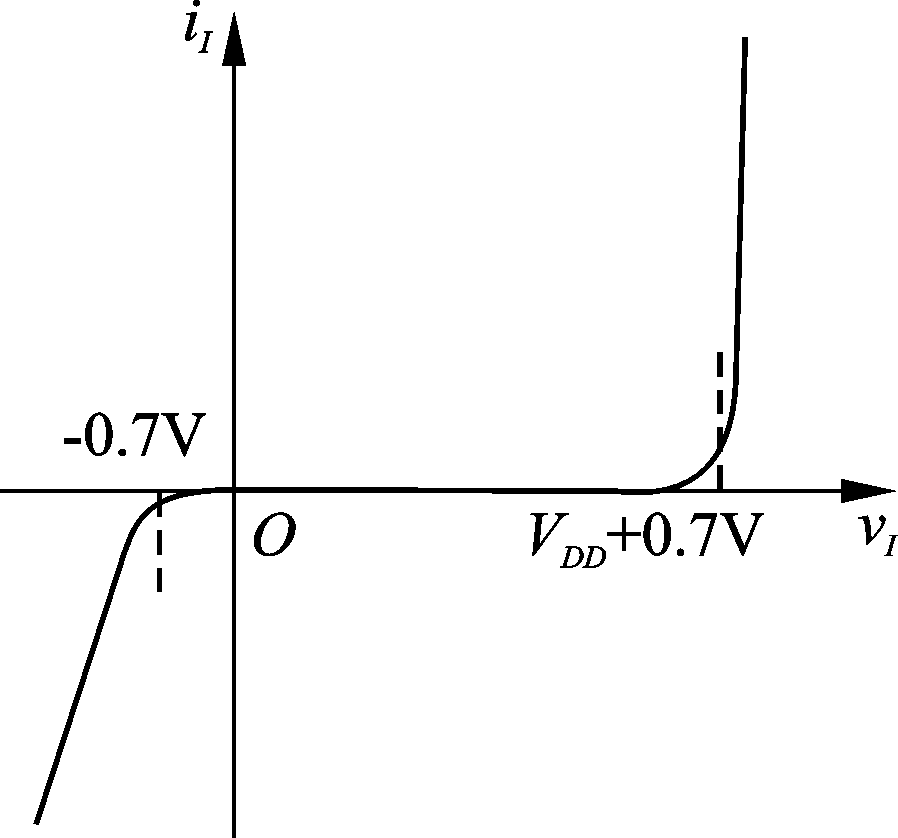 i_I
-0.7V
O
V_DD+0.7V
v_I